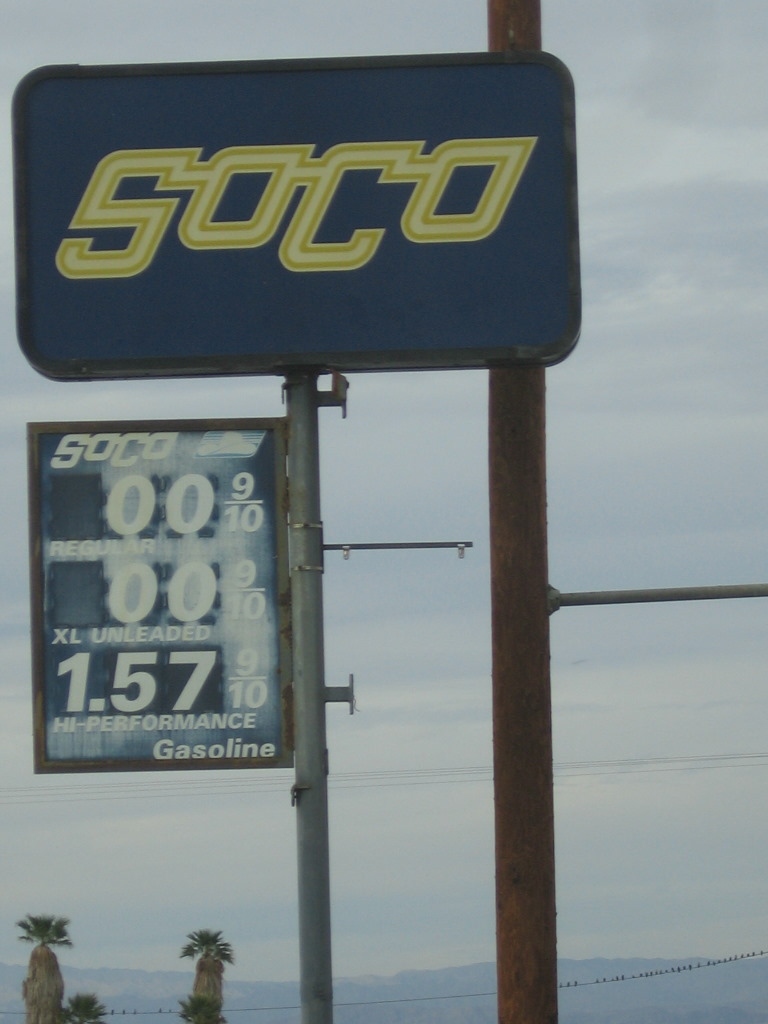 SOCO
SOCO
00 9/10
REGULAR
00 9/10
XL UNLEADED
1.57 9/10
HI-PERFORMANCE
Gasoline